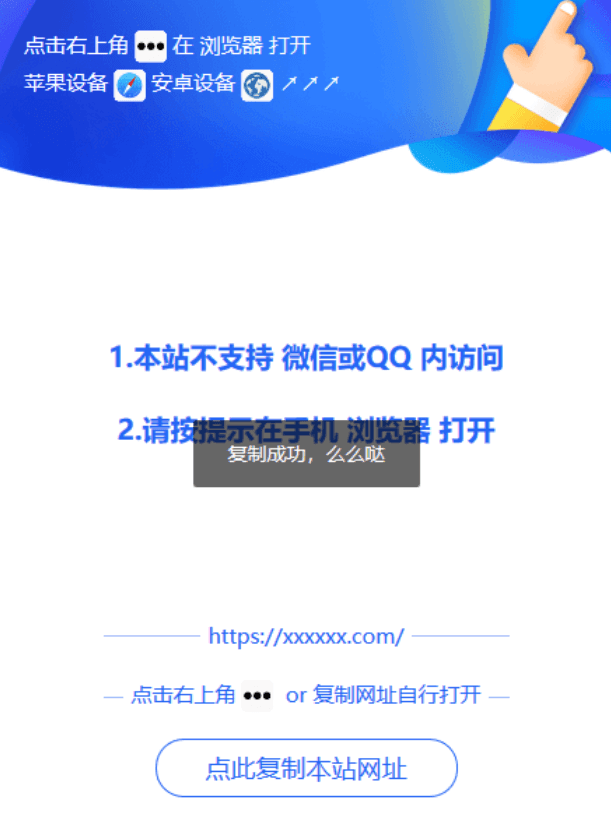 点击右上角 ••• 在 浏览器 打开
苹果设备 安卓设备 ↗↗↗
1.本站不支持 微信或QQ 内访问
2.请按提示在手机 浏览器 打开
复制成功，么么哒
https://xxxxxx.com/
点击右上角 ••• or 复制网址自行打开
点此复制本站网址